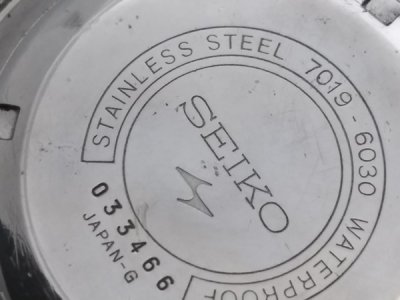 STAINLESS STEEL 7019-6030 WATERPROOF
SEIKO
033466
JAPAN-G